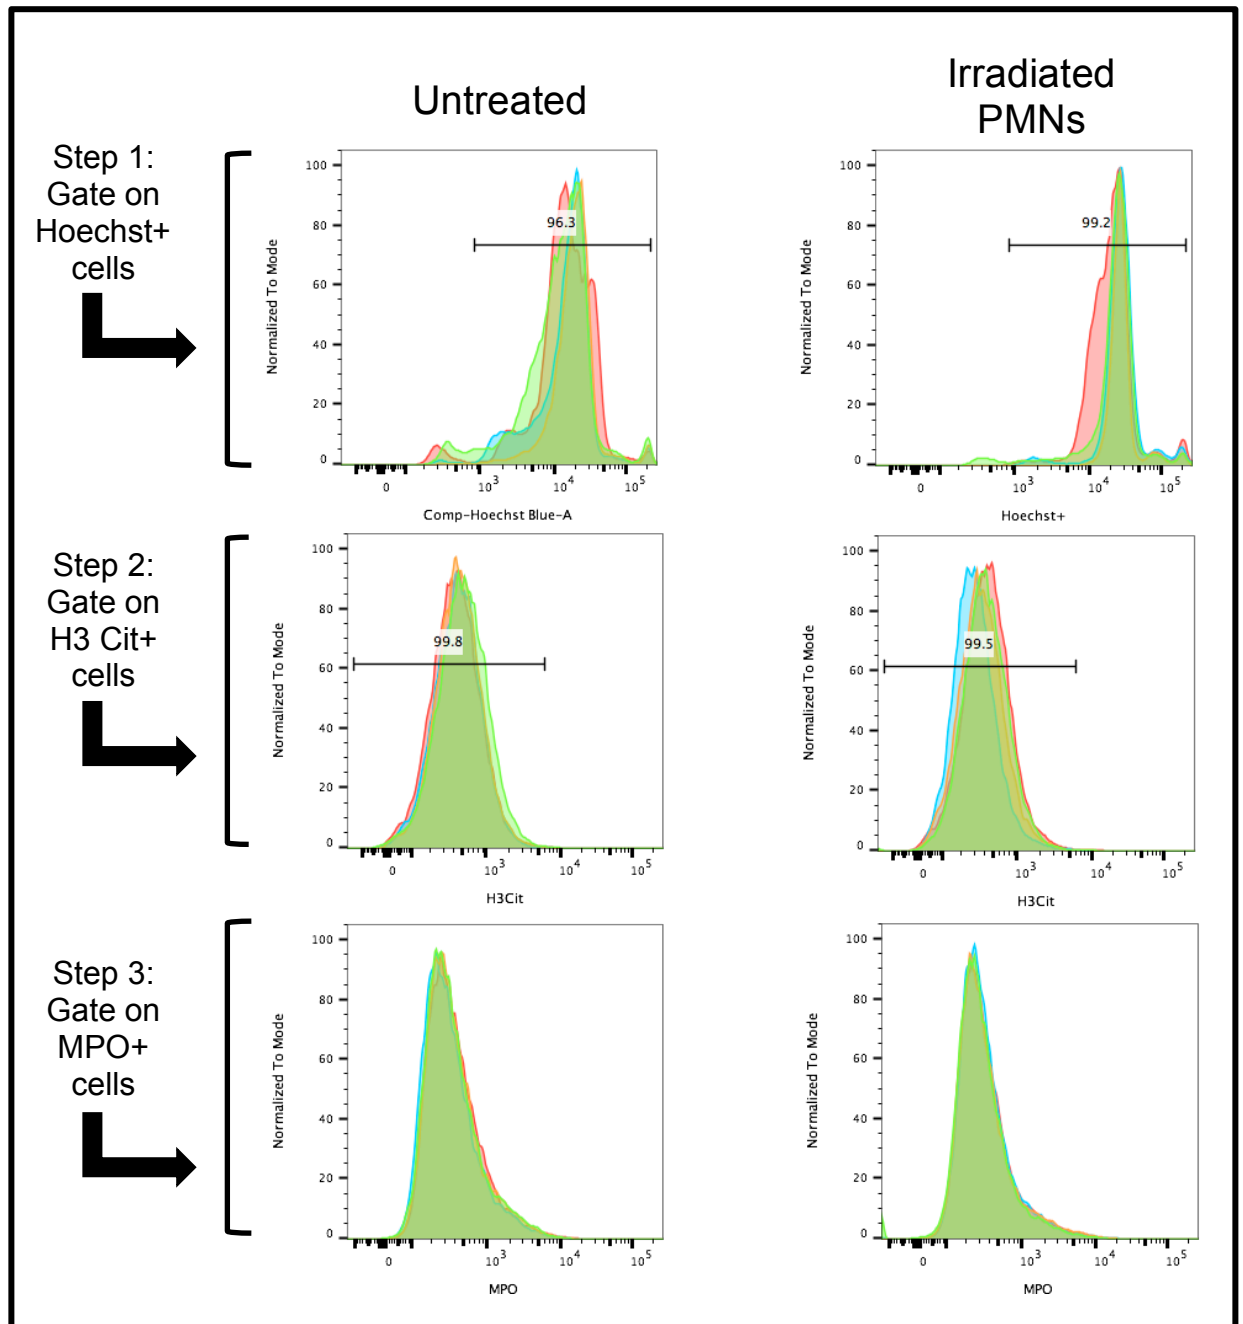 Untreated
Irradiated
PMNs
Step 1:
Gate on
Hoechst+
cells
Normalized To Mode
100
80
60
40
20
0
96.3
0 10^3 10^4 10^5
Comp-Hoechst Blue-A
Normalized To Mode
100
80
60
40
20
0
99.2
0 10^3 10^4 10^5
Hoechst+
Step 2:
Gate on
H3 Cit+
cells
Normalized To Mode
100
80
60
40
20
0
99.8
0 10^3 10^4 10^5
H3Cit
Normalized To Mode
100
80
60
40
20
0
99.5
0 10^3 10^4 10^5
H3Cit
Step 3:
Gate on
MPO+
cells
Normalized To Mode
100
80
60
40
20
0
0 10^3 10^4 10^5
MPO
Normalized To Mode
100
80
60
40
20
0
0 10^3 10^4 10^5
MPO